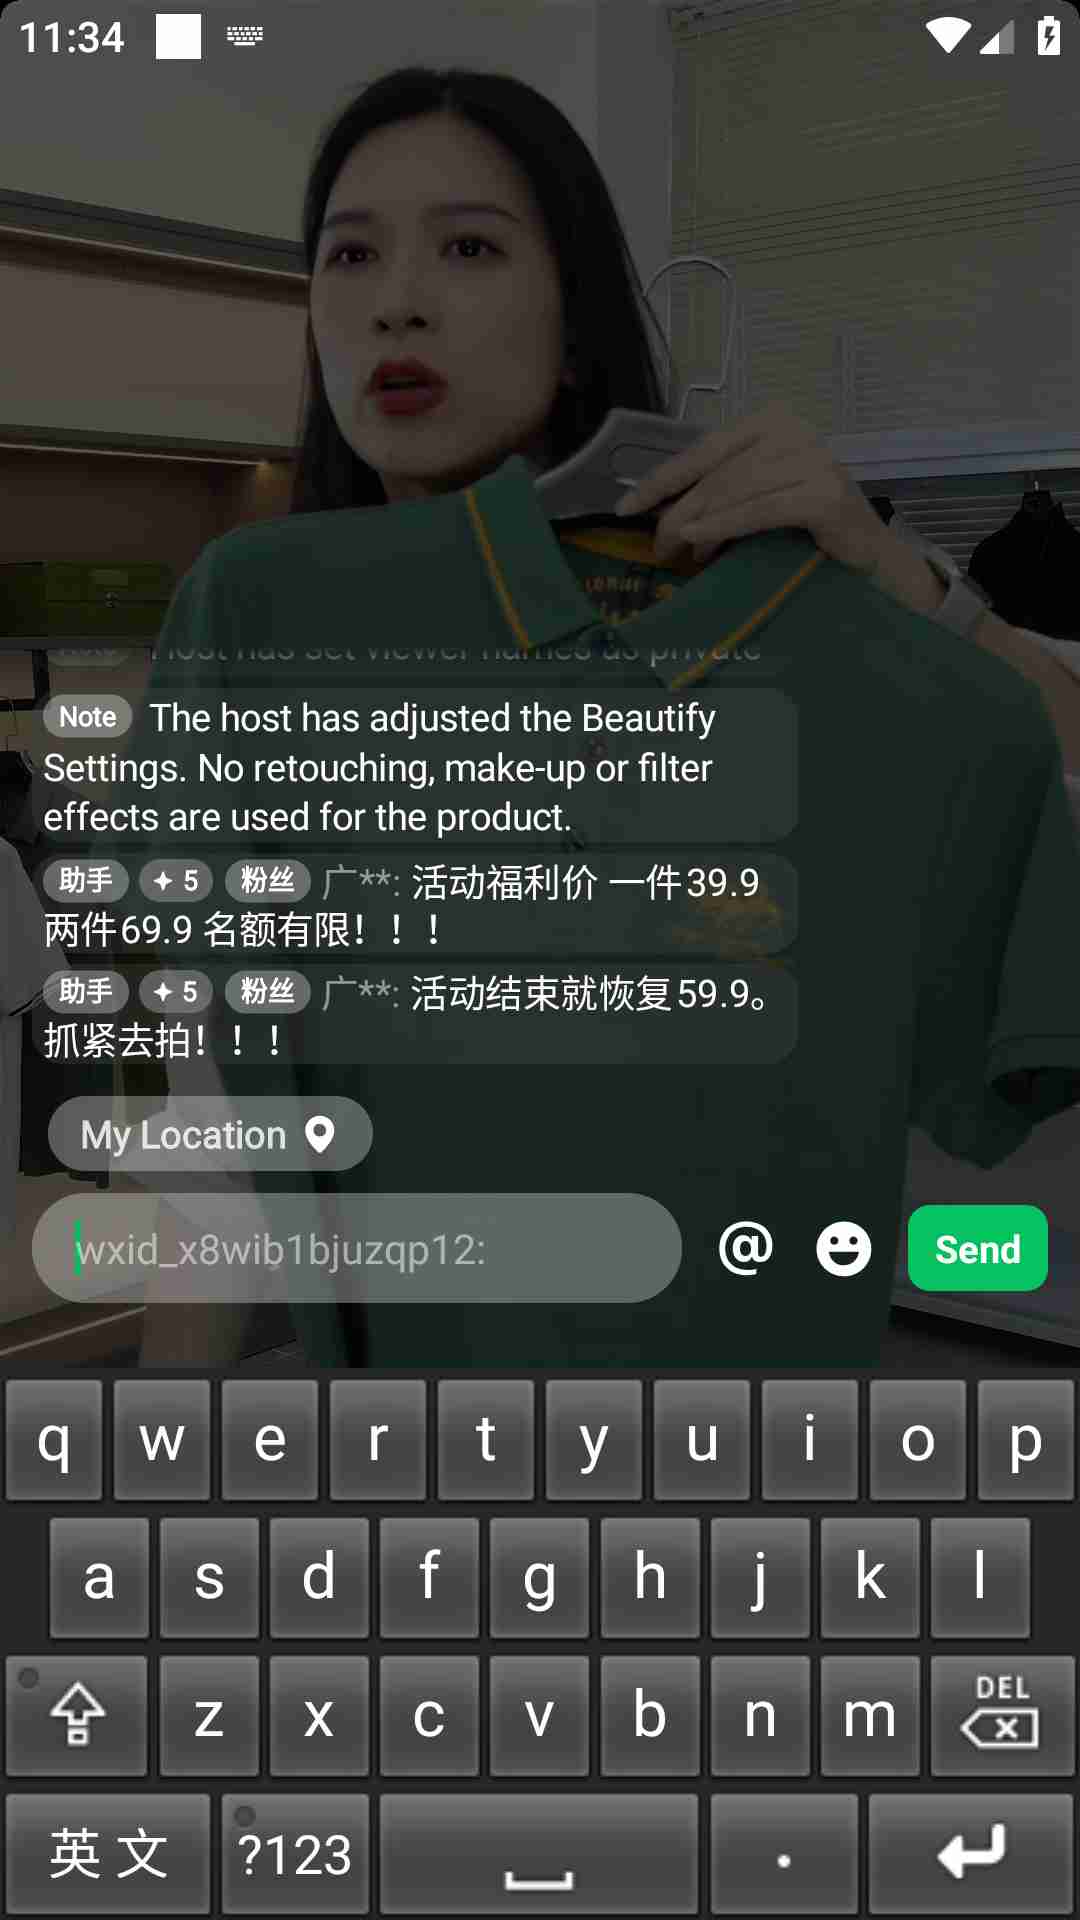 11:34
Host has set viewer names as private
Note The host has adjusted the Beautify
Settings. No retouching, make-up or filter
effects are used for the product.
助手 5 粉丝 广**: 活动福利价 一件39.9
两件69.9 名额有限！！！
助手 5 粉丝 广**: 活动结束就恢复59.9。
抓紧去拍！！！
My Location
wxid_x8wib1bjuzqp12: @ Send
q w e r t y u i o p
a s d f g h j k l
z x c v b n m DEL
英文 ?123 .